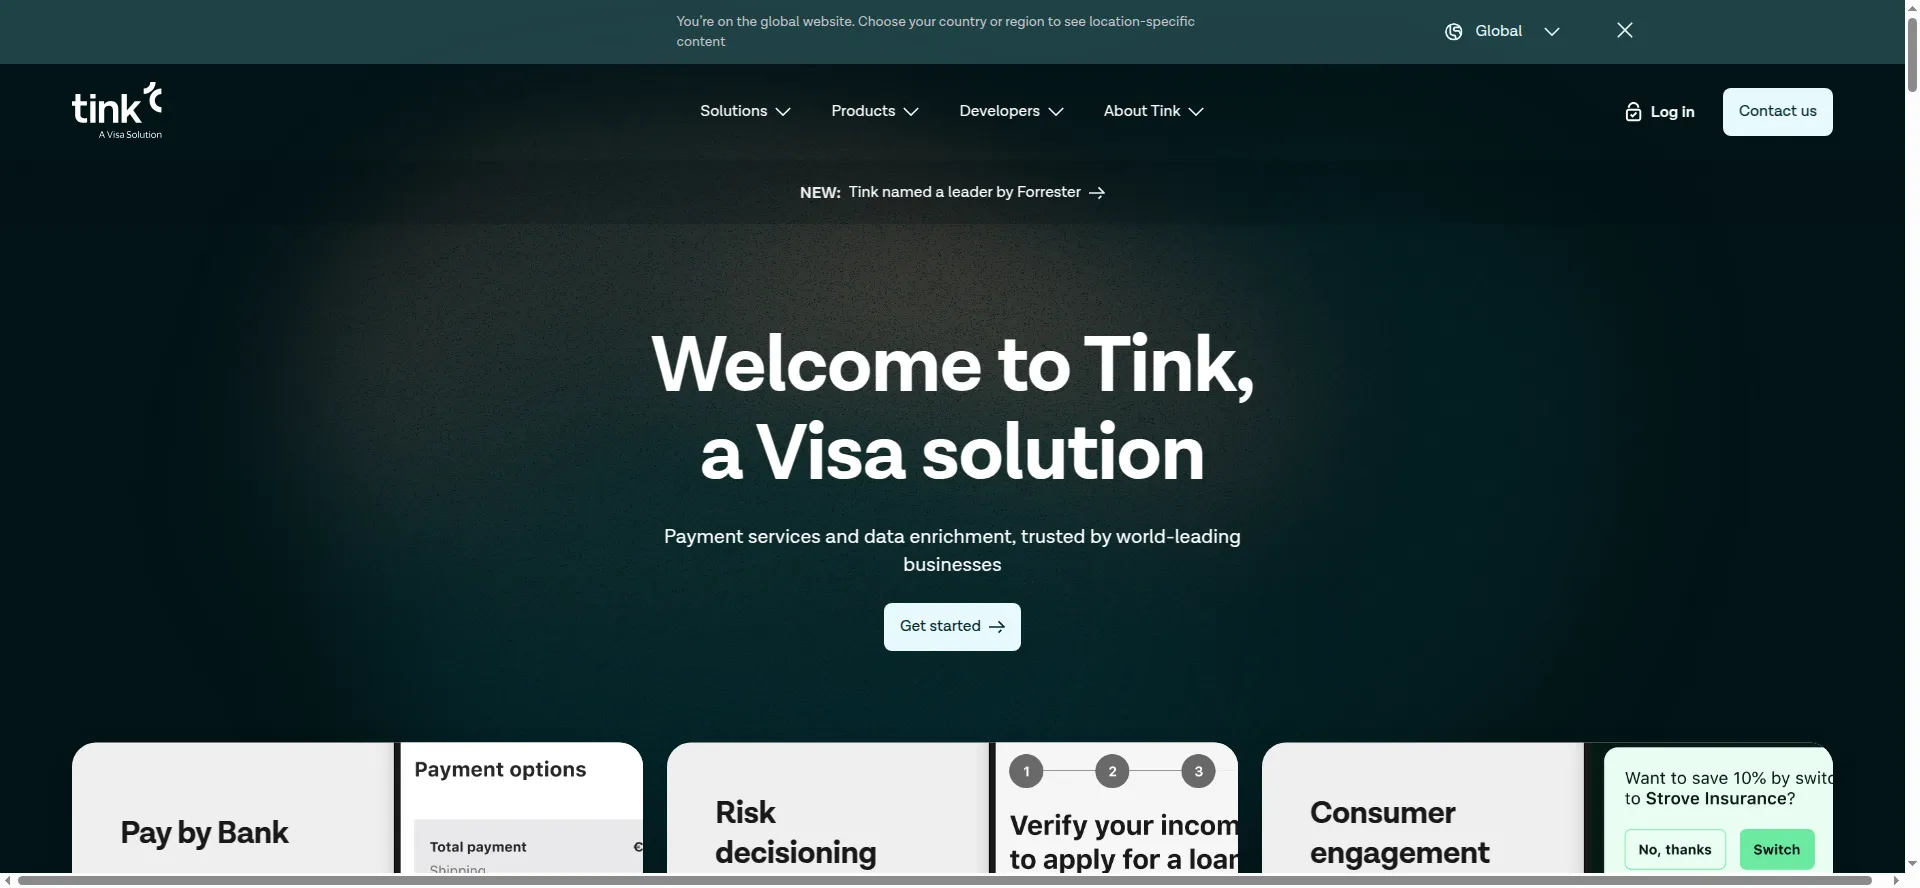 You're on the global website. Choose your country or region to see location-specific
content
Global
tink
A Visa Solution
Solutions
Products
Developers
About Tink
Log in
Contact us
NEW: Tink named a leader by Forrester
Welcome to Tink,
a Visa solution
Payment services and data enrichment, trusted by world-leading
businesses
Get started
Pay by Bank
Payment options
Total payment €
Shipping
Risk
decisioning
1 2 3
Verify your incom
to apply for a loan
Consumer
engagement
Want to save 10% by switc
to Strove Insurance?
No, thanks
Switch